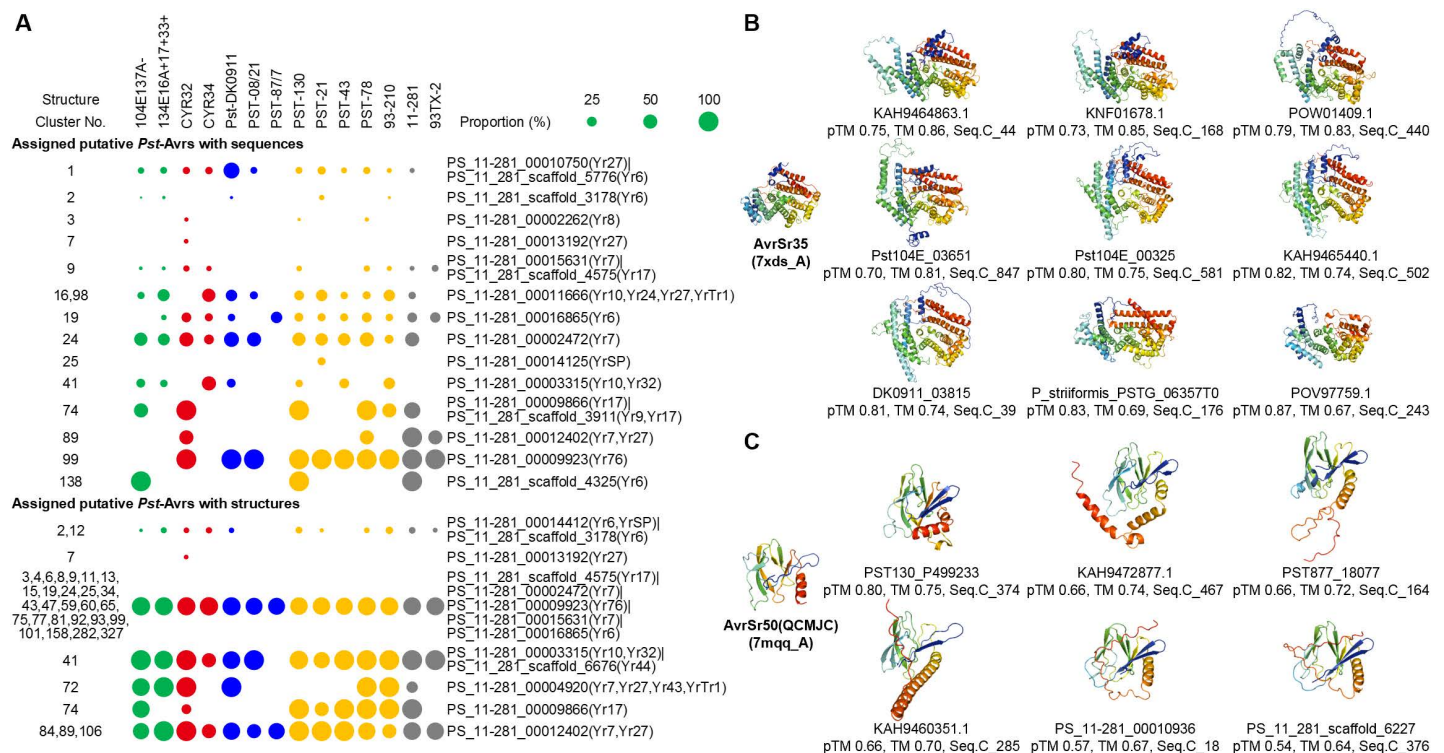 A
104E137A-
134E16A+17+33+
CYR32
CYR34
Pst-DK0911
PST-08/21
PST-87/7
PST-130
PST-21
PST-43
PST-78
93-210
11-281
93TX-2
Structure
Cluster No.
Proportion (%)
25
50
100
Assigned putative Pst-Avrs with sequences
1
PS_11-281_00010750(Yr27)|
PS_11_281_scaffold_5776(Yr6)
2
PS_11_281_scaffold_3178(Yr6)
3
PS_11-281_00002262(Yr8)
7
PS_11-281_00013192(Yr27)
9
PS_11-281_00015631(Yr7)|
PS_11_281_scaffold_4575(Yr17)
16,98
PS_11-281_00011666(Yr10,Yr24,Yr27,YrTr1)
19
PS_11-281_00016865(Yr6)
24
PS_11-281_00002472(Yr7)
25
PS_11-281_00014125(YrSP)
41
PS_11-281_00003315(Yr10,Yr32)
74
PS_11-281_00009866(Yr17)|
PS_11_281_scaffold_3911(Yr9,Yr17)
89
PS_11-281_00012402(Yr7,Yr27)
99
PS_11-281_00009923(Yr76)
138
PS_11_281_scaffold_4325(Yr6)
Assigned putative Pst-Avrs with structures
2,12
PS_11-281_00014412(Yr6,YrSP)|
PS_11_281_scaffold_3178(Yr6)
7
PS_11-281_00013192(Yr27)
3,4,6,8,9,11,13,
15,19,24,25,34,
43,47,59,60,65,
75,77,81,92,93,99,
101,158,282,327
PS_11_281_scaffold_4575(Yr17)|
PS_11-281_00002472(Yr7)|
PS_11-281_00009923(Yr76)|
PS_11-281_00015631(Yr7)|
PS_11-281_00016865(Yr6)
41
PS_11-281_00003315(Yr10,Yr32)|
PS_11_281_scaffold_6676(Yr44)
72
PS_11-281_00004920(Yr7,Yr27,Yr43,YrTr1)
74
PS_11-281_00009866(Yr17)
84,89,106
PS_11-281_00012402(Yr7,Yr27)
B
AvrSr35
(7xds_A)
KAH9464863.1
pTM 0.75, TM 0.86, Seq.C_44
KNF01678.1
pTM 0.73, TM 0.85, Seq.C_168
POW01409.1
pTM 0.79, TM 0.83, Seq.C_440
Pst104E_03651
pTM 0.70, TM 0.81, Seq.C_847
Pst104E_00325
pTM 0.80, TM 0.75, Seq.C_581
KAH9465440.1
pTM 0.82, TM 0.74, Seq.C_502
DK0911_03815
pTM 0.81, TM 0.74, Seq.C_39
P_striiformis_PSTG_06357T0
pTM 0.83, TM 0.69, Seq.C_176
POV97759.1
pTM 0.87, TM 0.67, Seq.C_243
C
AvrSr50(QCMJC)
(7mqq_A)
PST130_P499233
pTM 0.80, TM 0.75, Seq.C_374
KAH9472877.1
pTM 0.66, TM 0.74, Seq.C_467
PST877_18077
pTM 0.66, TM 0.72, Seq.C_164
KAH9460351.1
pTM 0.66, TM 0.70, Seq.C_285
PS_11-281_00010936
pTM 0.57, TM 0.67, Seq.C_18
PS_11_281_scaffold_6227
pTM 0.54, TM 0.64, Seq.C_376